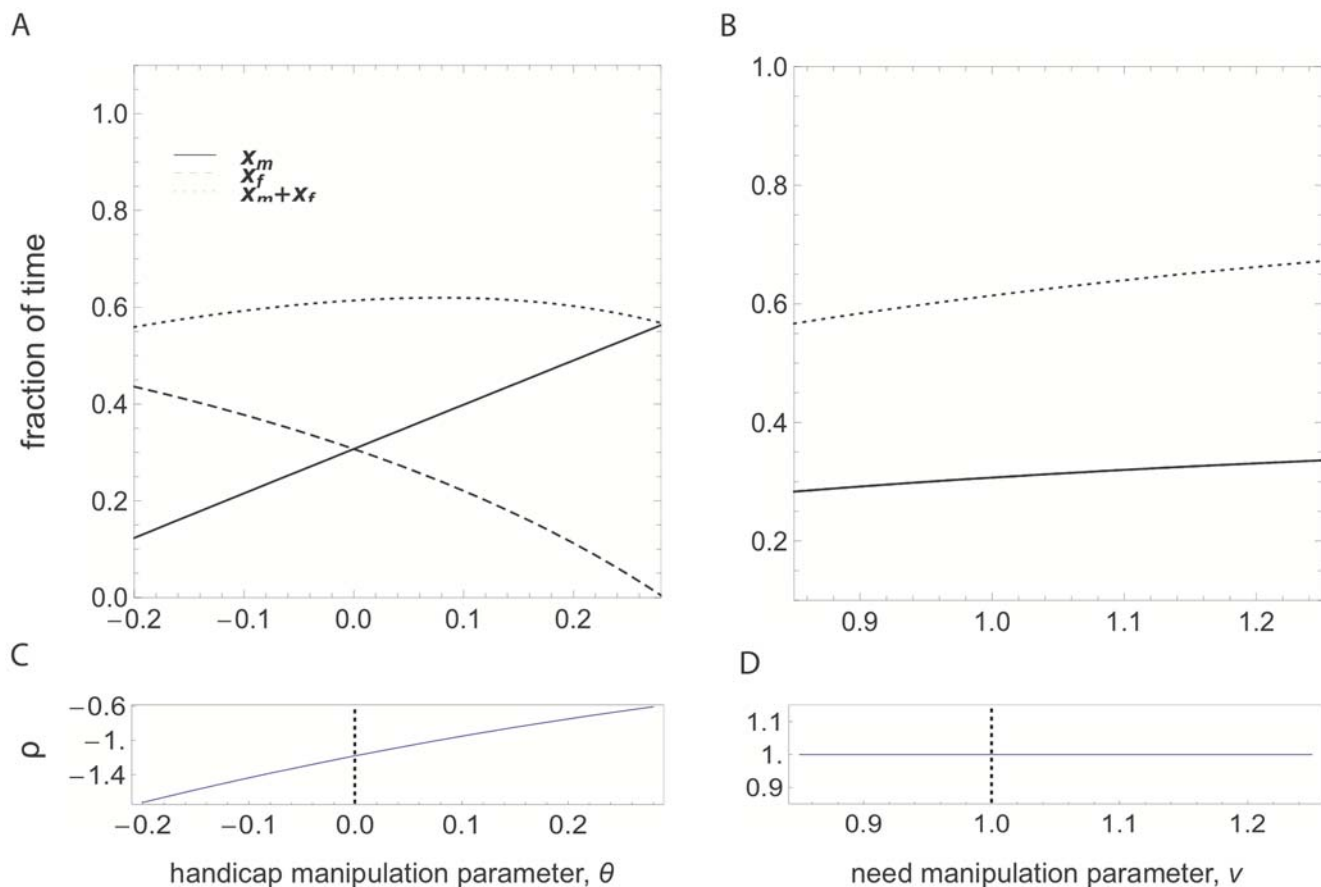 A
B
1.0
0.8
0.6
0.4
0.2
0.0
fraction of time
x_m
x_f
x_m+x_f
−0.2 −0.1 0.0 0.1 0.2
1.0
0.8
0.6
0.4
0.2
0.9 1.0 1.1 1.2
C
D
ρ
−0.6
−1.
−1.4
−0.2 −0.1 0.0 0.1 0.2
handicap manipulation parameter, θ
1.1
1.
0.9
0.9 1.0 1.1 1.2
need manipulation parameter, v